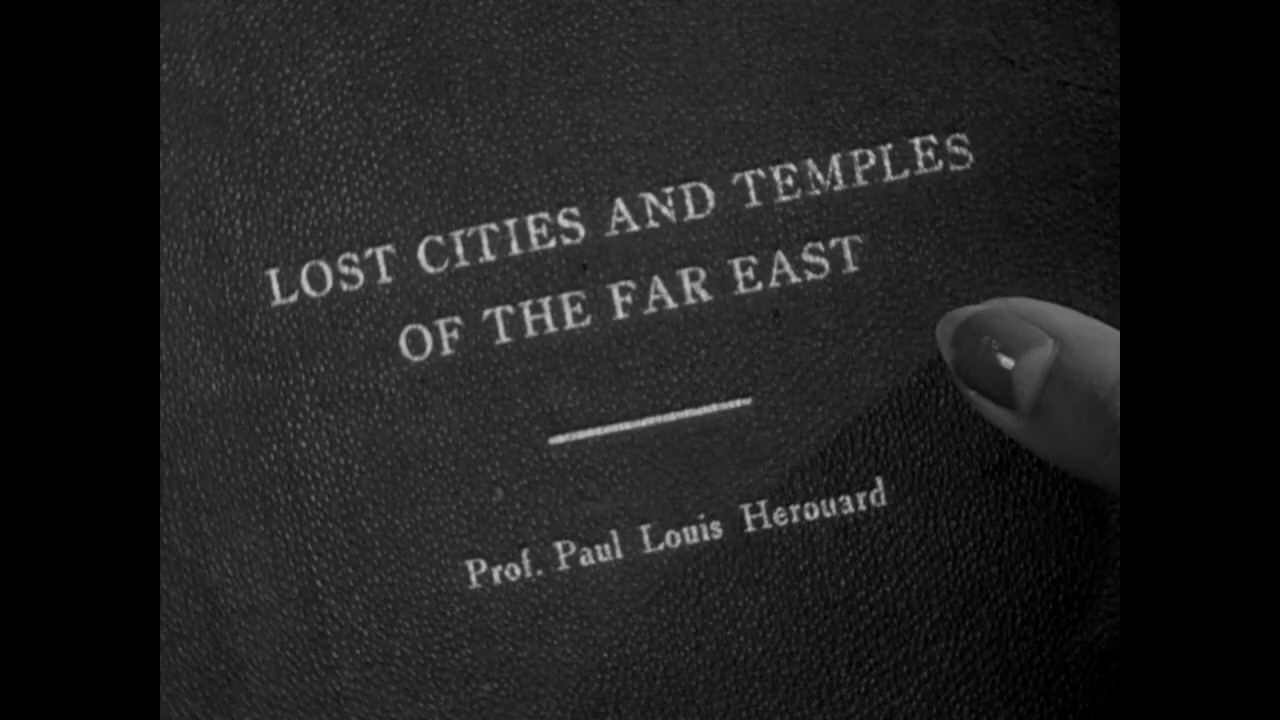 LOST CITIES AND TEMPLES
OF THE FAR EAST
Prof. Paul Louis Herouard